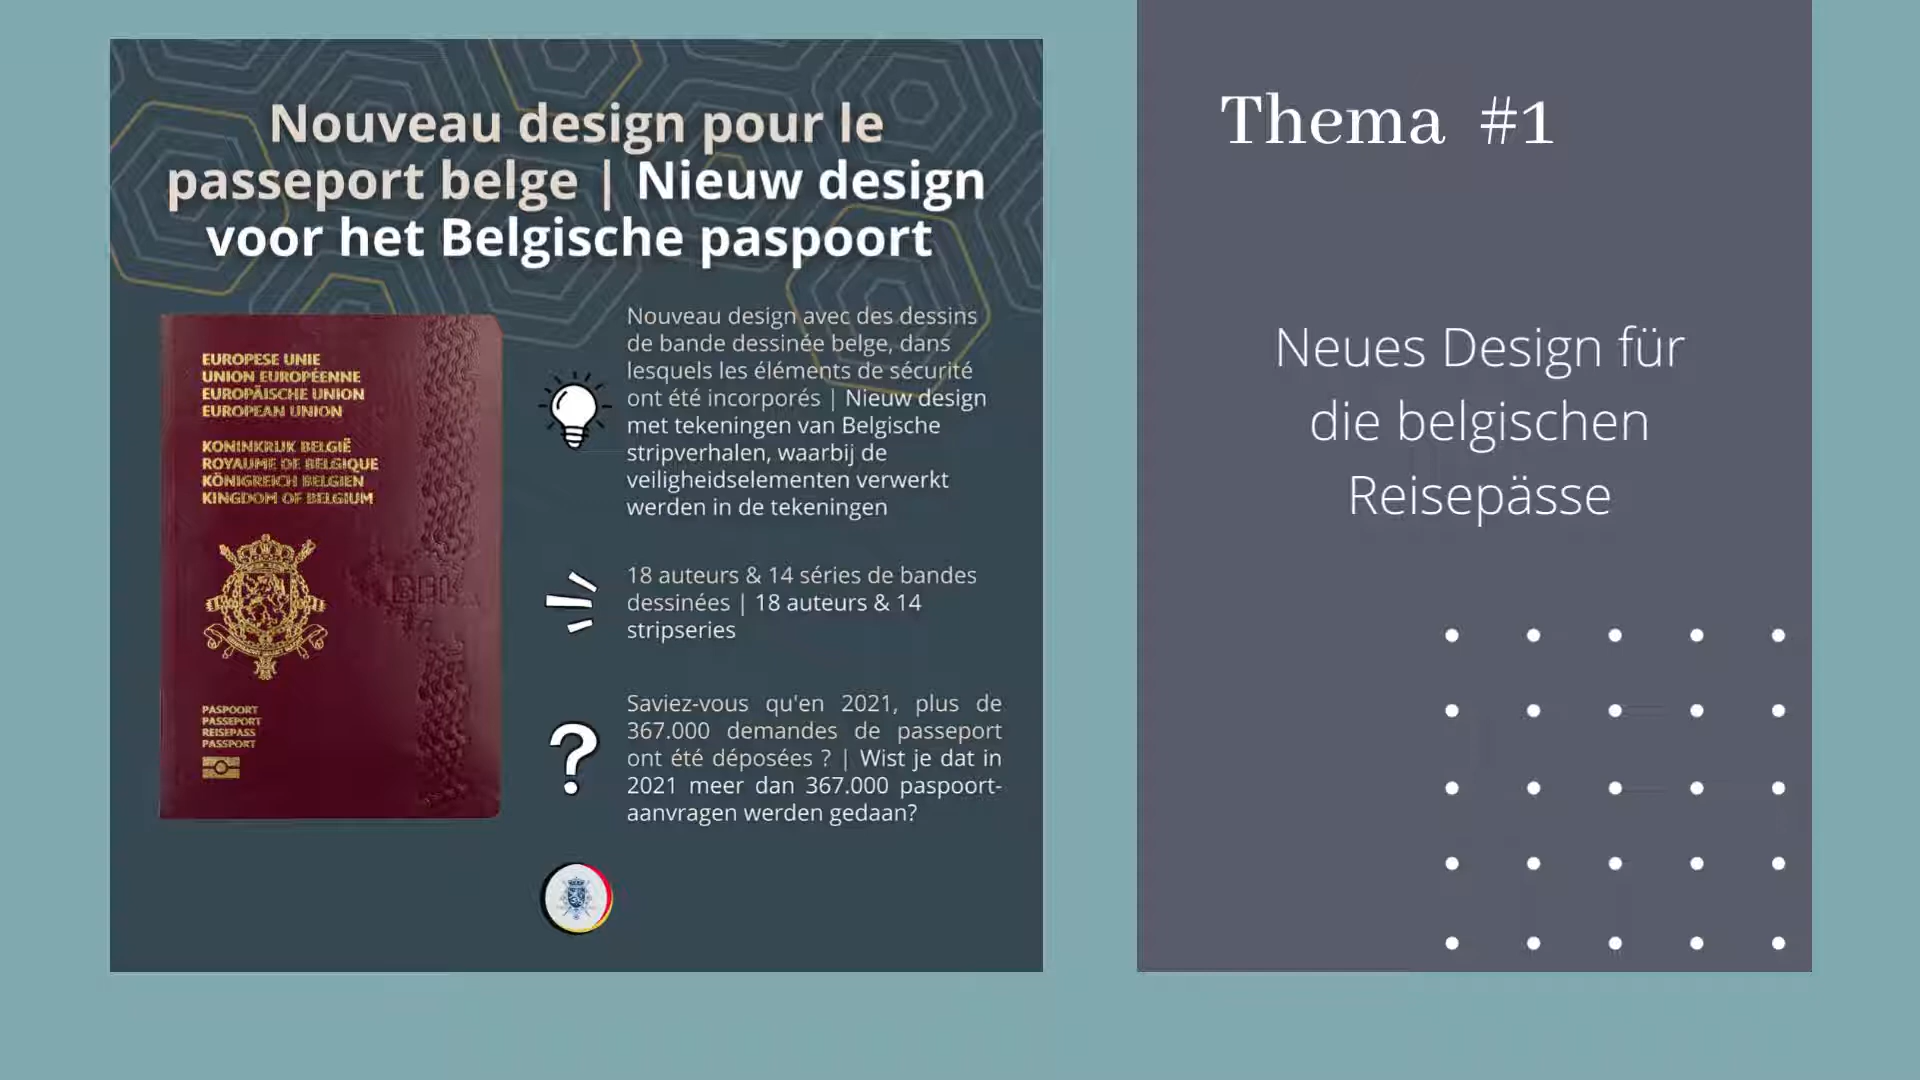 Nouveau design pour le
passeport belge | Nieuw design
voor het Belgische paspoort
EUROPESE UNIE
UNION EUROPÉENNE
EUROPÄISCHE UNION
EUROPEAN UNION
KONINKRIJK BELGIË
ROYAUME DE BELGIQUE
KÖNIGREICH BELGIEN
KINGDOM OF BELGIUM
PASPOORT
PASSEPORT
REISEPASS
PASSPORT
Nouveau design avec des dessins
de bande dessinée belge, dans
lesquels les éléments de sécurité
ont été incorporés | Nieuw design
met tekeningen van Belgische
stripverhalen, waarbij de
veiligheidselementen verwerkt
werden in de tekeningen
18 auteurs & 14 séries de bandes
dessinées | 18 auteurs & 14
stripseries
Saviez-vous qu'en 2021, plus de
367.000 demandes de passeport
ont été déposées ? | Wist je dat in
2021 meer dan 367.000 paspoort-
aanvragen werden gedaan?
Thema #1
Neues Design für
die belgischen
Reisepässe